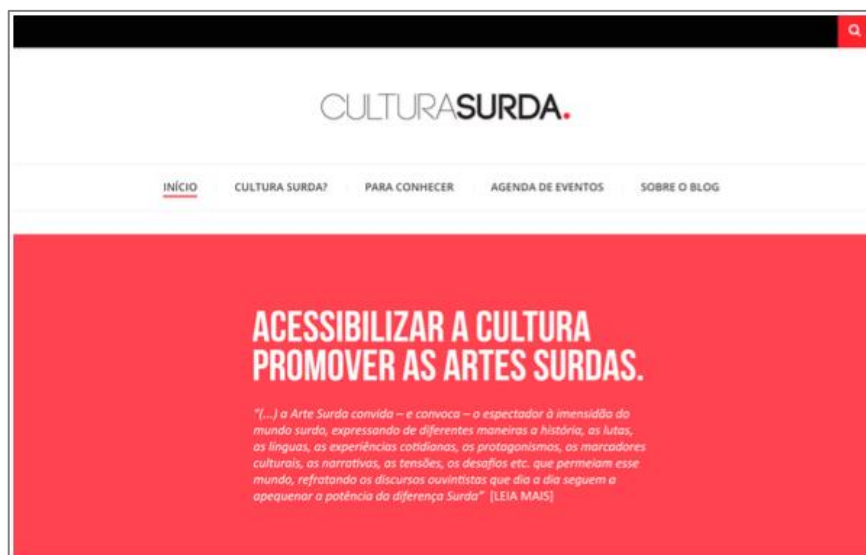 CULTURASURDA.
INÍCIO CULTURA SURDA? PARA CONHECER AGENDA DE EVENTOS SOBRE O BLOG
ACESSIBILIZAR A CULTURA
PROMOVER AS ARTES SURDAS.
"(...) a Arte Surda convida – e convoca – o espectador à imensidão do
mundo surdo, expressando de diferentes maneiras a história, as lutas,
as línguas, as experiências cotidianas, os protagonismos, os marcadores
culturais, as narrativas, as tensões, os desafios etc. que permeiam esse
mundo, refratando os discursos ouvintistas que dia a dia seguem a
apequenar a potência da diferença Surda" [LEIA MAIS]